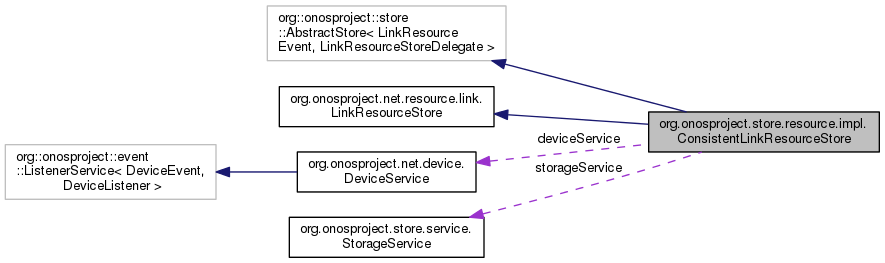 org::onosproject::store
::AbstractStore< LinkResource
Event, LinkResourceStoreDelegate >
org.onosproject.net.resource.link.
LinkResourceStore
org.onosproject.store.resource.impl.
ConsistentLinkResourceStore
deviceService
org::onosproject::event
::ListenerService< DeviceEvent,
DeviceListener >
org.onosproject.net.device.
DeviceService
storageService
org.onosproject.store.service.
StorageService